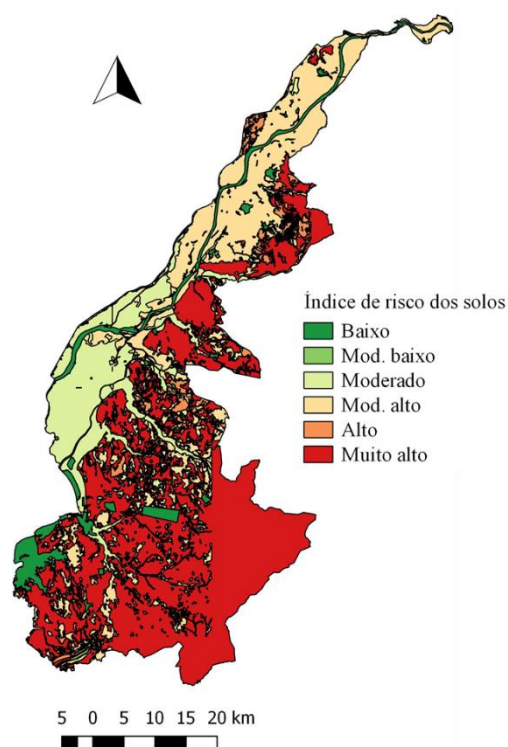 Índice de risco dos solos
Baixo
Mod. baixo
Moderado
Mod. alto
Alto
Muito alto
5 0 5 10 15 20 km